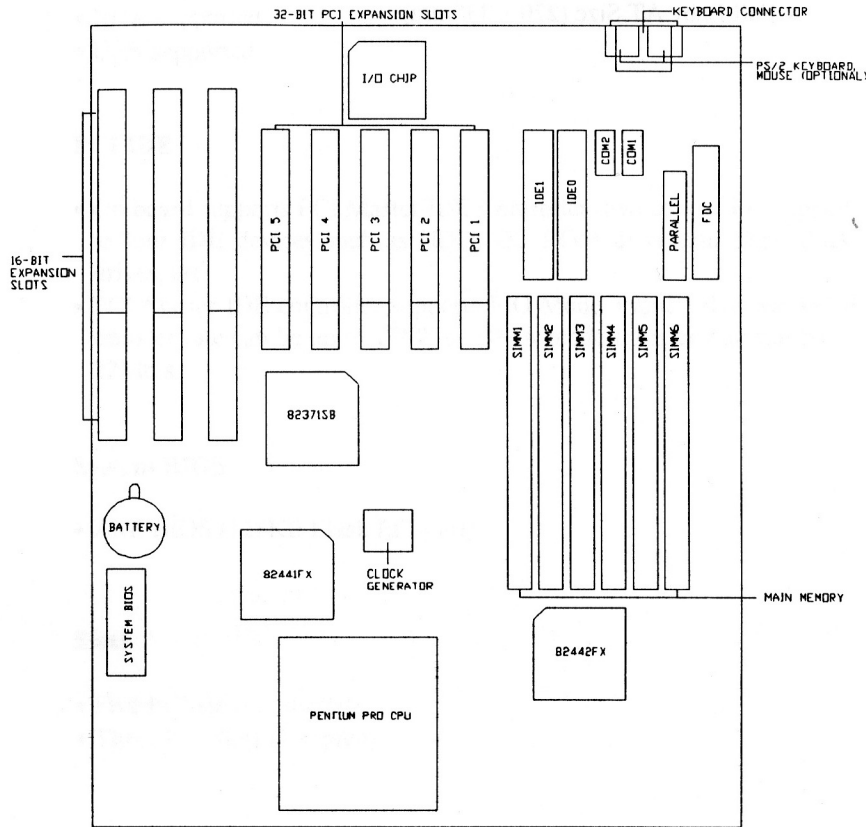 32-BIT PCI EXPANSION SLOTS
KEYBOARD CONNECTOR
PS/2 KEYBOARD,
MOUSE (OPTIONAL)
I/O CHIP
16-BIT
EXPANSION
SLOTS
PCI 5
PCI 4
PCI 3
PCI 2
PCI 1
IDE1
IDE0
COM2
COM1
PARALLEL
FDC
SIMM1
SIMM2
SIMM3
SIMM4
SIMM5
SIMM6
82371SB
BATTERY
82441FX
CLOCK
GENERATOR
SYSTEM BIOS
MAIN MEMORY
82442FX
PENTIUM PRO CPU